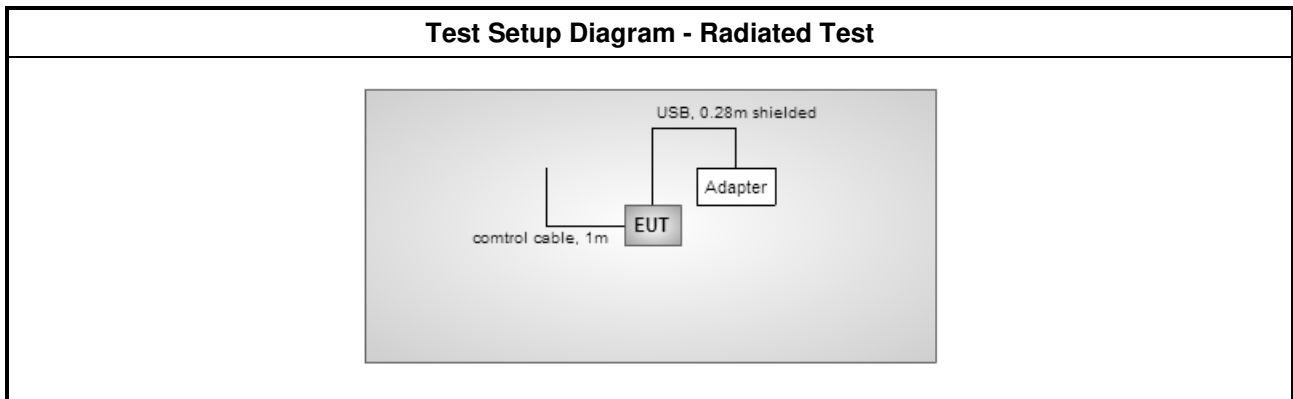 Test Setup Diagram - Radiated Test
USB, 0.28m shielded
Adapter
EUT
comtrol cable, 1m